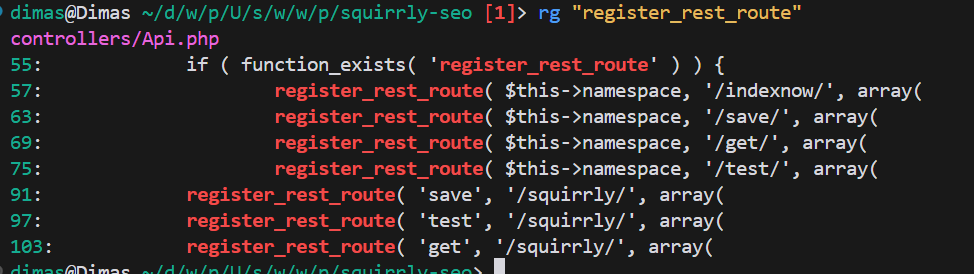 dimas@Dimas ~/d/w/p/U/s/w/w/p/squirrly-seo [1]> rg "register_rest_route"
controllers/Api.php
55:            if ( function_exists( 'register_rest_route' ) ) {
57:                    register_rest_route( $this->namespace, '/indexnow/', array(
63:                    register_rest_route( $this->namespace, '/save/', array(
69:                    register_rest_route( $this->namespace, '/get/', array(
75:                    register_rest_route( $this->namespace, '/test/', array(
91:            register_rest_route( 'save', '/squirrly/', array(
97:            register_rest_route( 'test', '/squirrly/', array(
103:            register_rest_route( 'get', '/squirrly/', array(
dimas@Dimas ~/d/w/p/U/s/w/w/p/squirrly-seo>